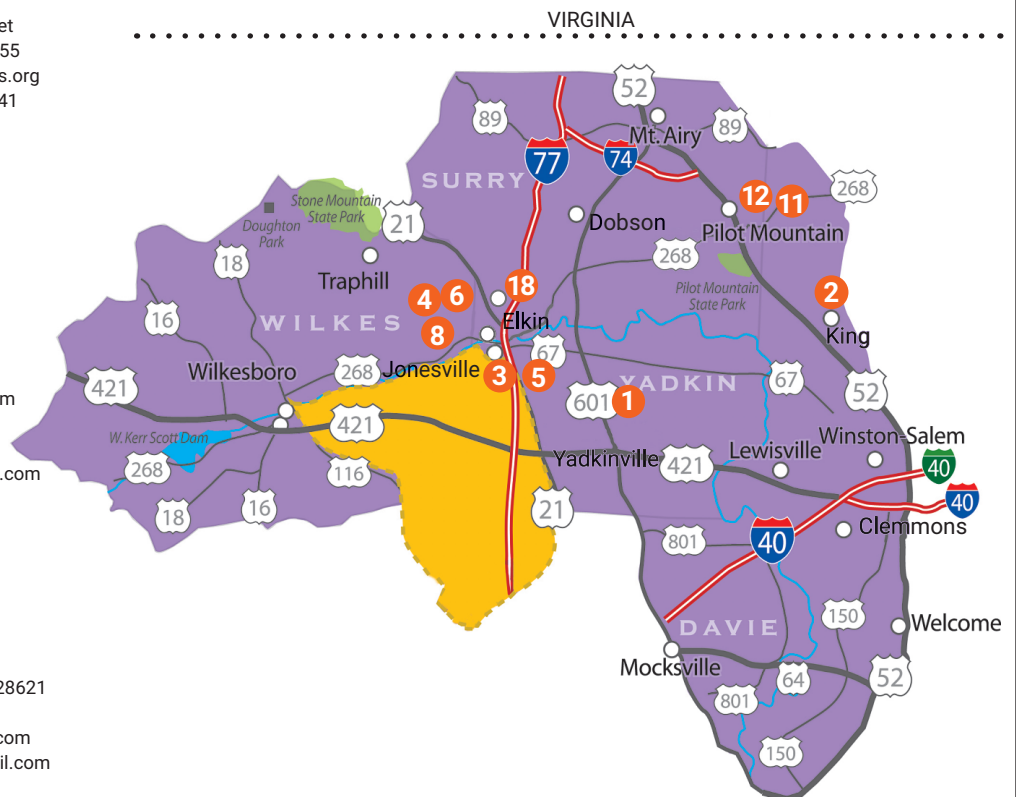 VIRGINIA
et
55
s.org
41
52
89
Mt. Airy
89
77
74
SURRY
12
11
268
Stone Mountain
State Park
Doughton
Park
21
Dobson
Pilot Mountain
18
268
Traphill
Pilot Mountain
State Park
18
2
4
6
16
WILKES
Elkin
8
King
67
Wilkesboro
268
Jonesville
3
5
YADKIN
67
421
601
1
52
m
421
W. Kerr Scott Dam
Winston-Salem
Yadkinville
421
Lewisville
268
116
40
.com
16
21
40
18
Clemmons
801
40
150
Welcome
DAVIE
Mocksville
64
52
28621
801
com
150
il.com